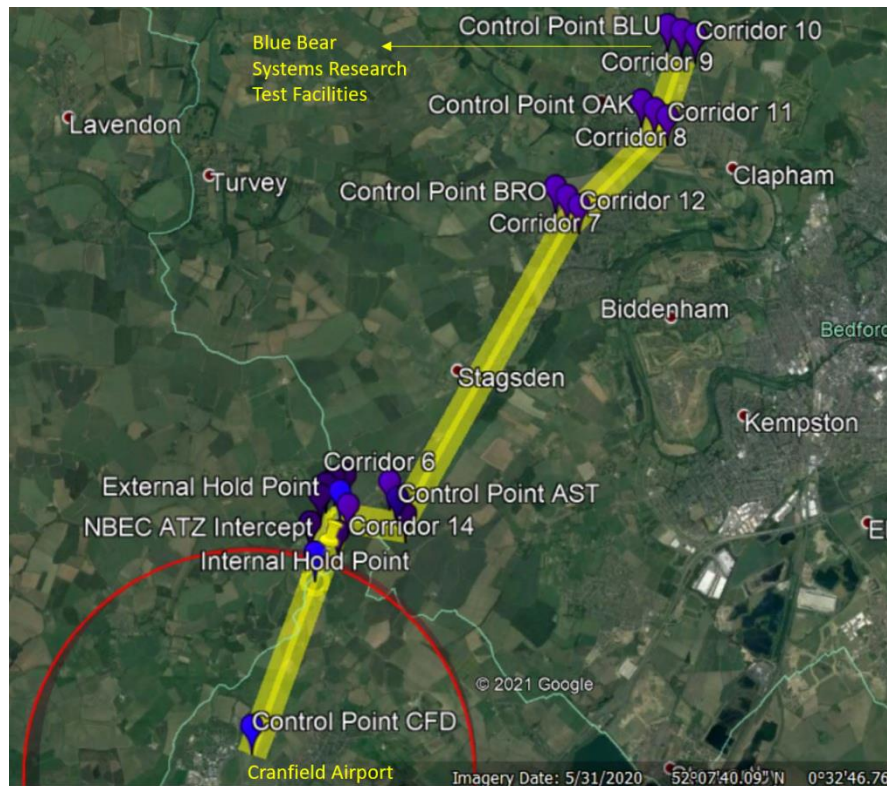 Control Point BLU
Corridor 10
Blue Bear
Systems Research
Test Facilities
Corridor 9
Control Point OAK
Corridor 11
Lavendon
Corridor 8
Clapham
Turvey
Control Point BRO
Corridor 12
Corridor 7
Biddenham
Bedford
Stagsden
Kempston
Corridor 6
External Hold Point
Control Point AST
NBEC ATZ Intercept
Corridor 14
Internal Hold Point
© 2021 Google
Control Point CFD
Cranfield Airport
Imagery Date: 5/31/2020 52°07'40.09" N 0°32'46.76